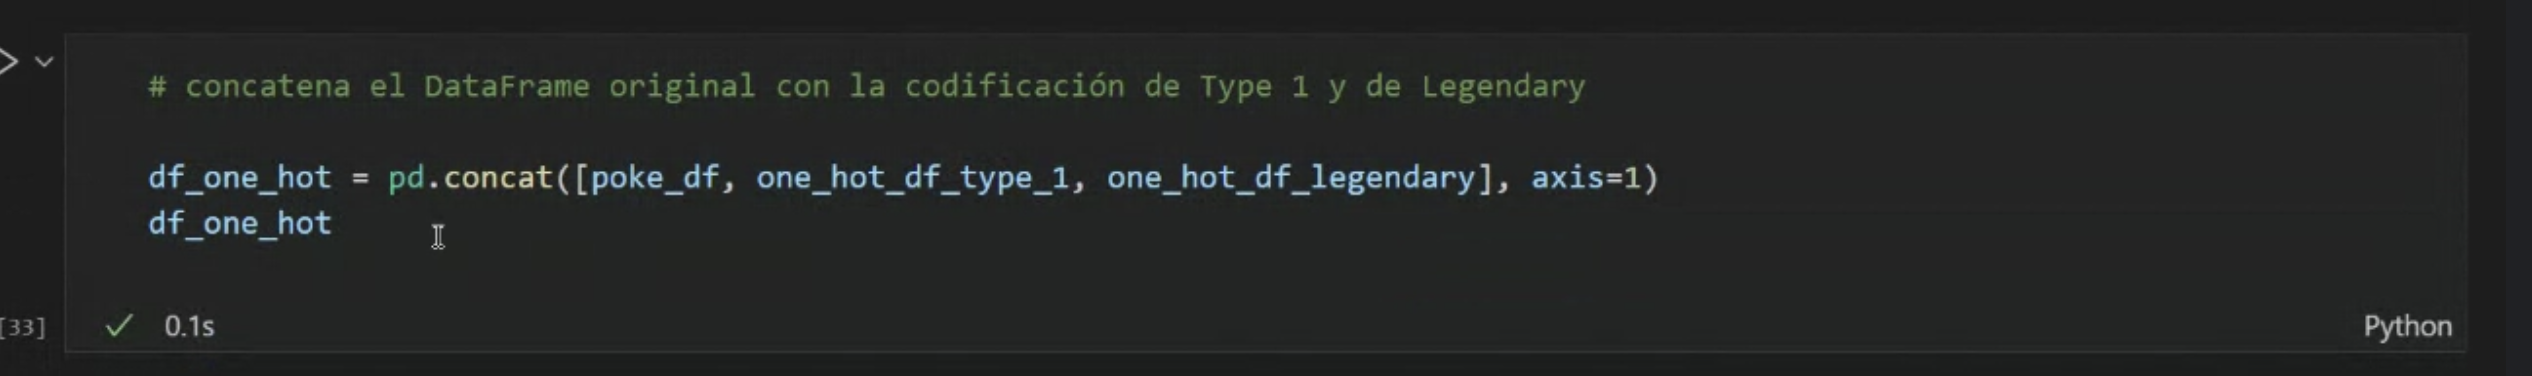 # concatena el DataFrame original con la codificación de Type 1 y de Legendary
df_one_hot = pd.concat([poke_df, one_hot_df_type_1, one_hot_df_legendary], axis=1)
df_one_hot
[33]
0.1s
Python